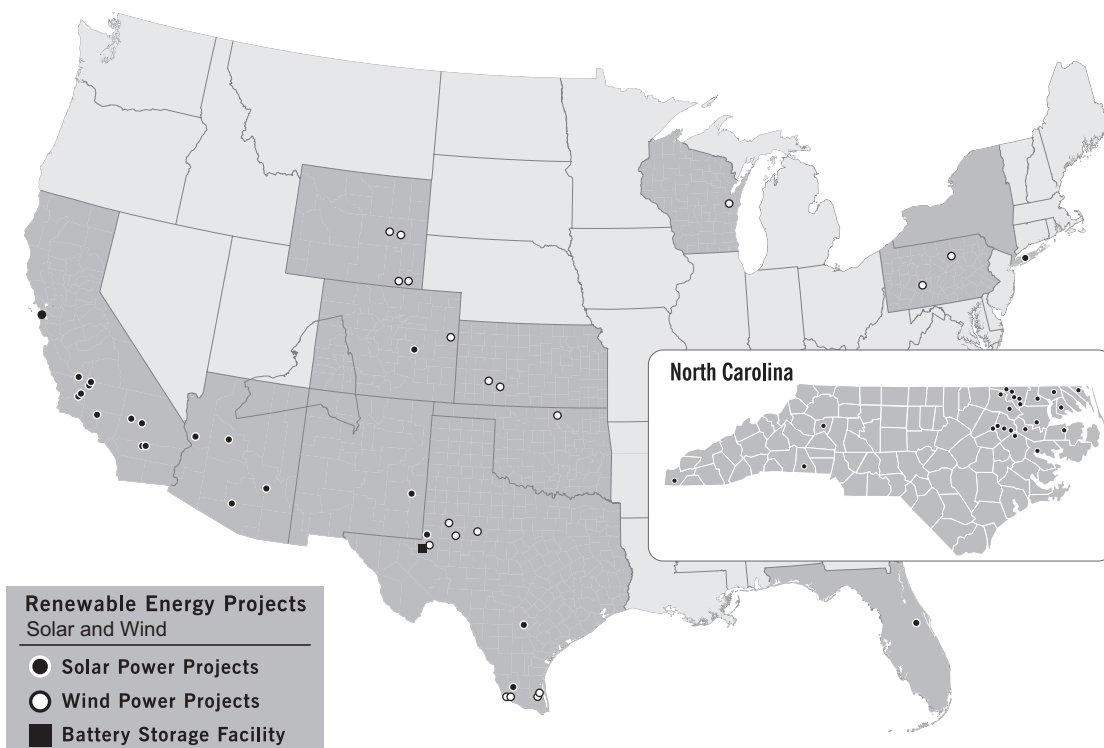 North Carolina
Renewable Energy Projects
Solar and Wind
Solar Power Projects
Wind Power Projects
Battery Storage Facility